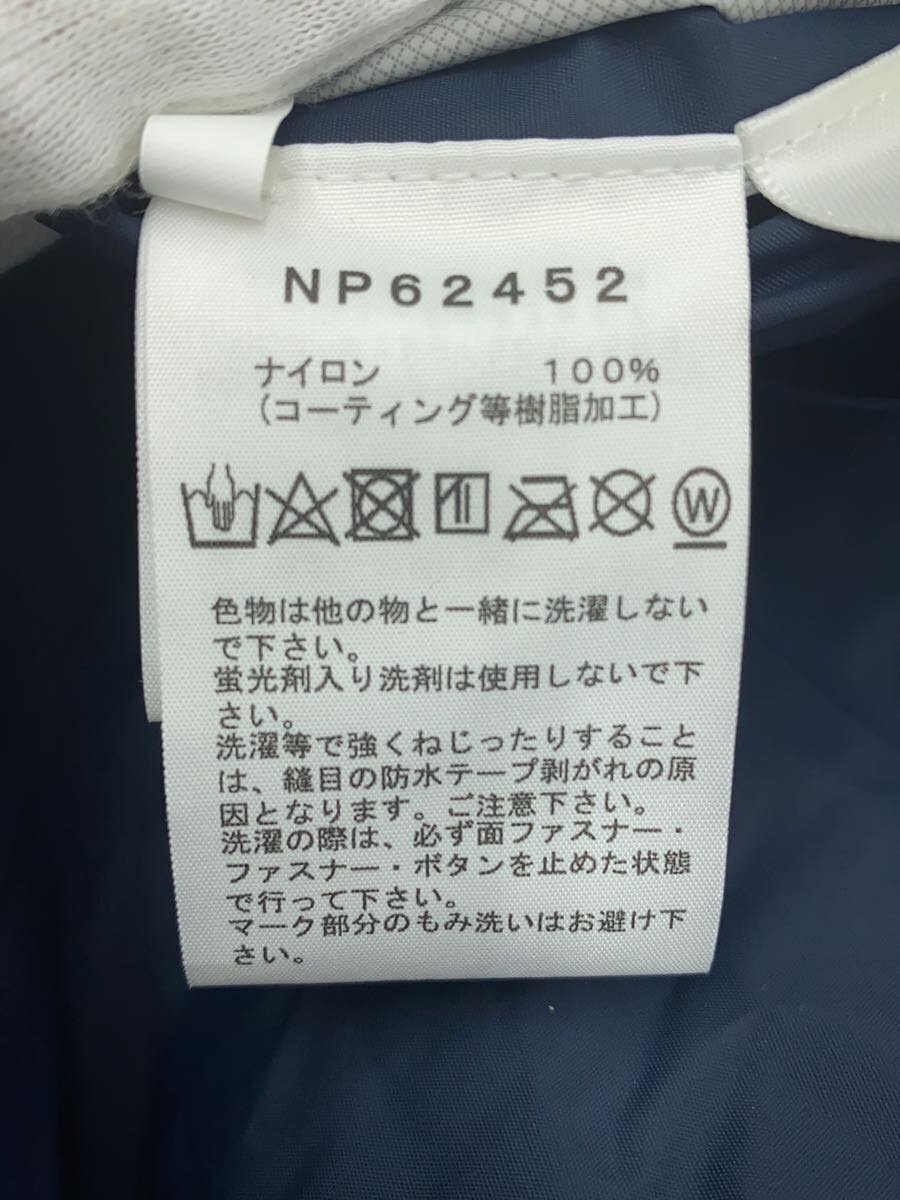 NP62452
ナイロン 100%
(コーティング等樹脂加工)
W
色物は他の物と一緒に洗濯しない
で下さい。
蛍光剤入り洗剤は使用しないで下
さい。
洗濯等で強くねじったりすること
は、縫目の防水テープ剥がれの原
因となります。ご注意下さい。
洗濯の際は、必ず面ファスナー・
ファスナー・ボタンを止めた状態
で行って下さい。
マーク部分のもみ洗いはお避け下
さい。